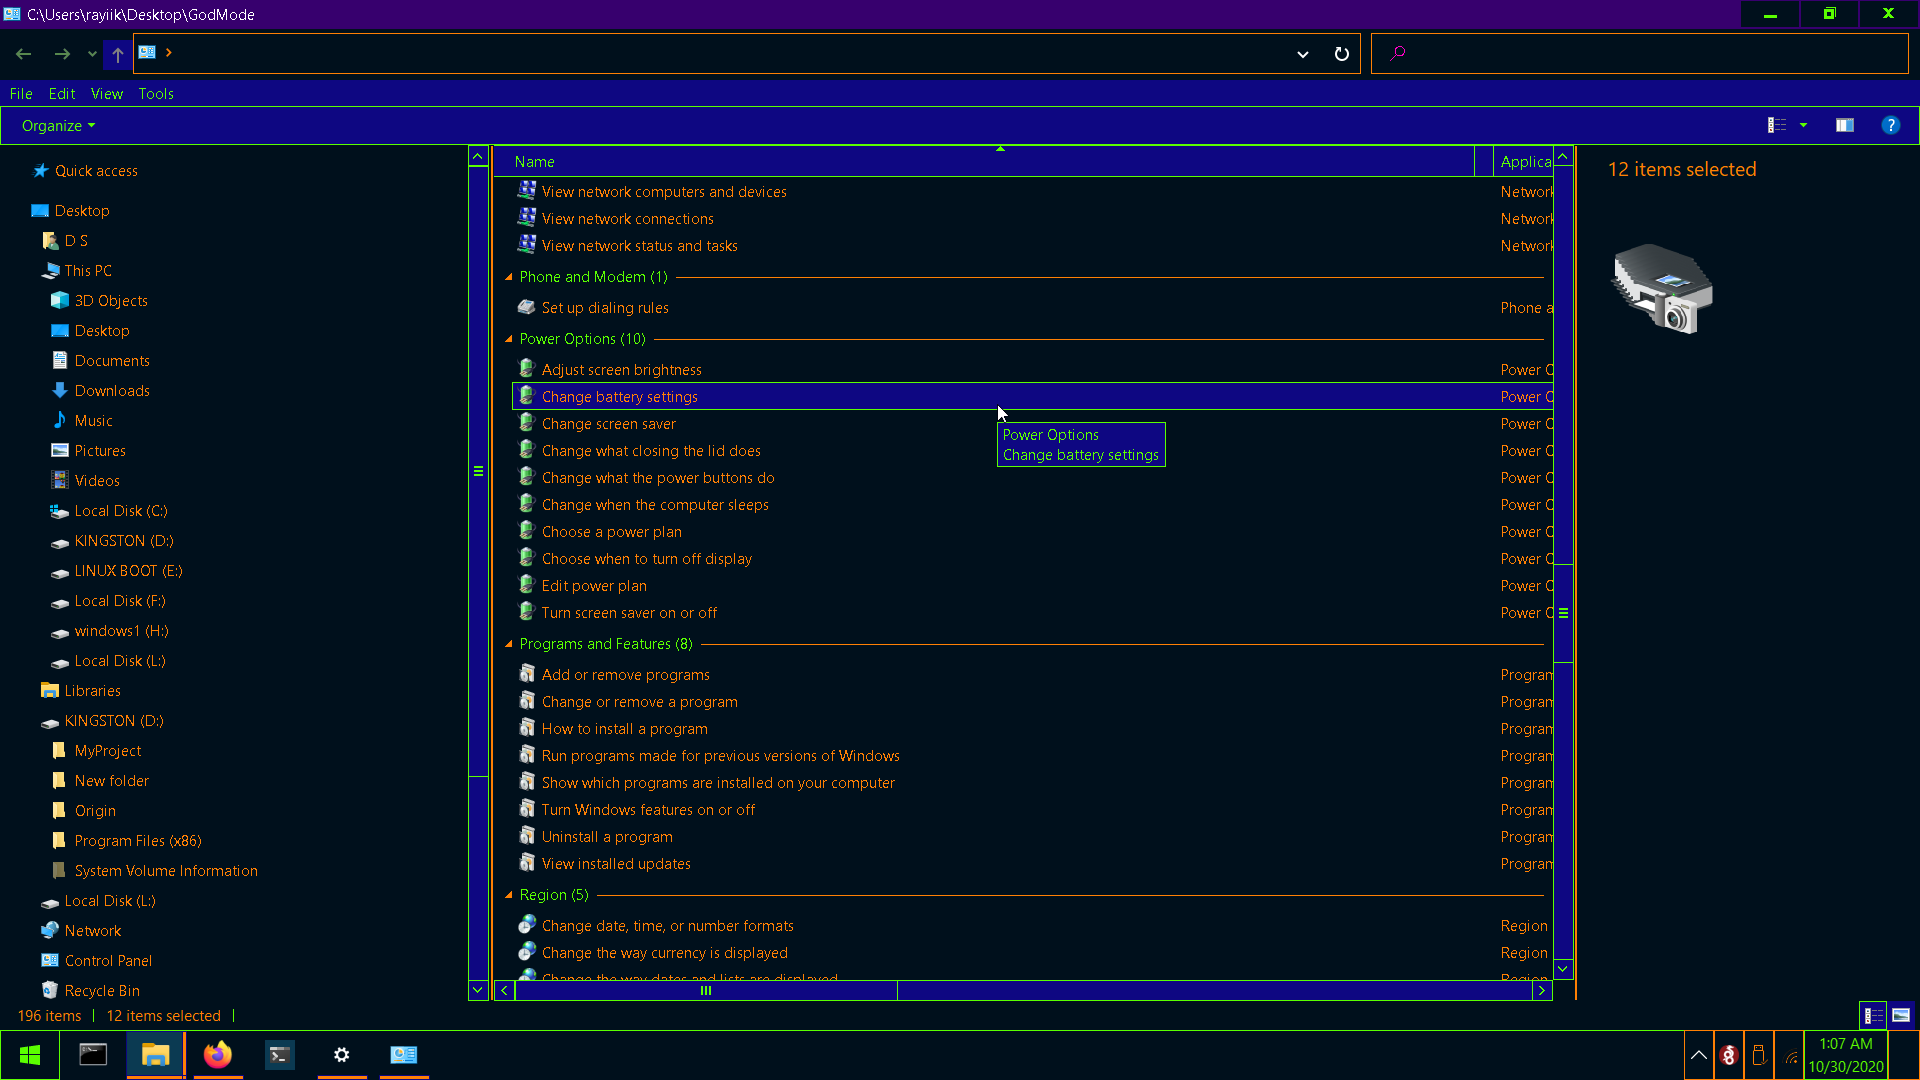 C:\Users\rayiik\Desktop\GodMode
File Edit View Tools
Organize
Quick access
Desktop
D S
This PC
3D Objects
Desktop
Documents
Downloads
Music
Pictures
Videos
Local Disk (C:)
KINGSTON (D:)
LINUX BOOT (E:)
Local Disk (F:)
windows1 (H:)
Local Disk (L:)
Libraries
KINGSTON (D:)
MyProject
New folder
Origin
Program Files (x86)
System Volume Information
Local Disk (L:)
Network
Control Panel
Recycle Bin
Name Applica
View network computers and devices Network
View network connections Network
View network status and tasks Network
Phone and Modem (1)
Set up dialing rules Phone a
Power Options (10)
Adjust screen brightness Power O
Change battery settings Power O
Change screen saver Power O
Change what closing the lid does Power O
Change what the power buttons do Power O
Change when the computer sleeps Power O
Choose a power plan Power O
Choose when to turn off display Power O
Edit power plan Power O
Turn screen saver on or off Power O
Power Options
Change battery settings
Programs and Features (8)
Add or remove programs Program
Change or remove a program Program
How to install a program Program
Run programs made for previous versions of Windows Program
Show which programs are installed on your computer Program
Turn Windows features on or off Program
Uninstall a program Program
View installed updates Program
Region (5)
Change date, time, or number formats Region
Change the way currency is displayed Region
Change the way dates and lists are displayed Region
12 items selected
196 items | 12 items selected |
1:07 AM
10/30/2020